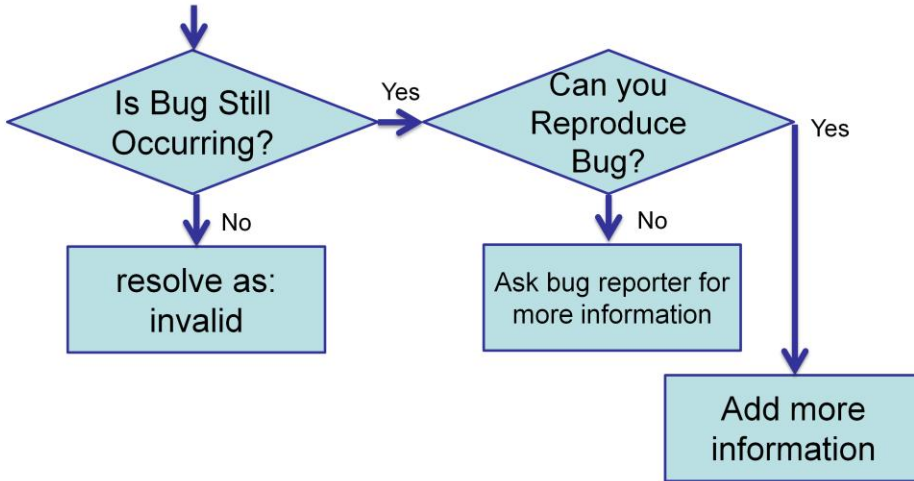 Is Bug Still
Occurring?
Yes
Can you
Reproduce
Bug?
Yes
No
resolve as:
invalid
No
Ask bug reporter for
more information
Add more
information